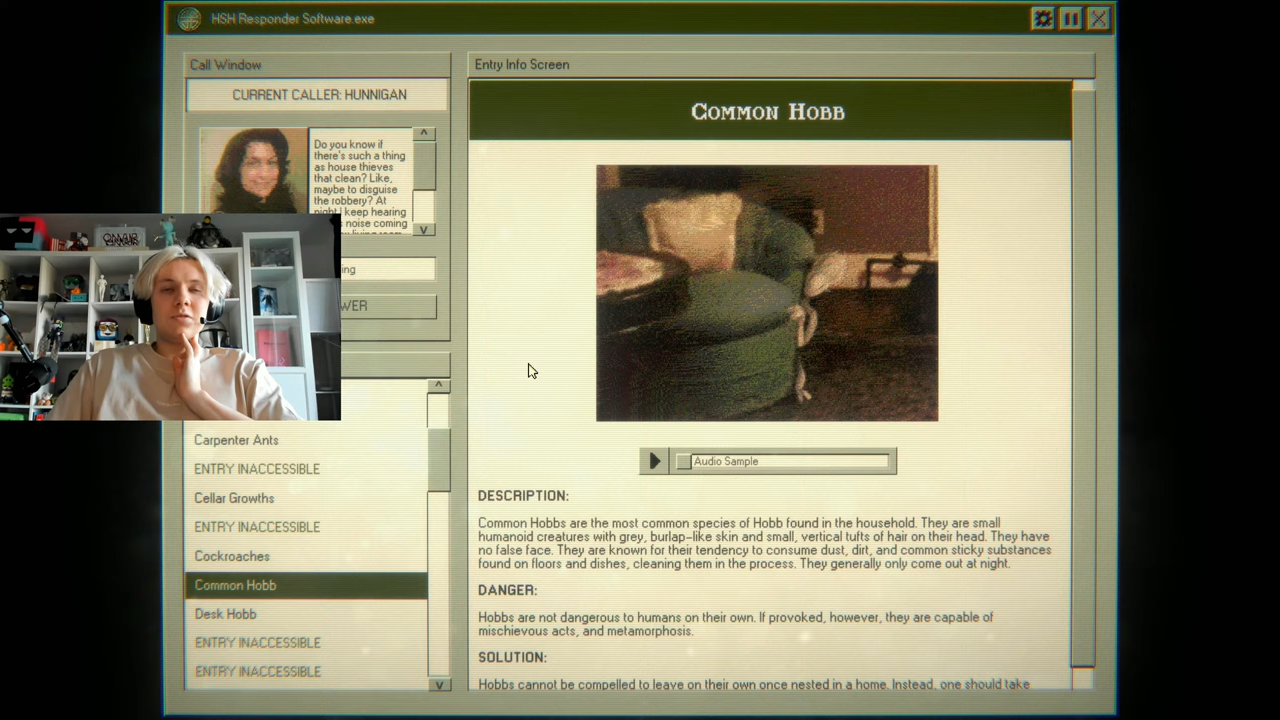 HSH Responder Software.exe
Call Window
CURRENT CALLER: HUNNIGAN
Do you know if
there's such a thing
as house thieves
that clean? Like,
maybe to disguise
the robbery? At
night I keep hearing
noise coming
living room
Entry Info Screen
Common Hobb
Audio Sample
DESCRIPTION:
Common Hobbs are the most common species of Hobb found in the household. They are small
humanoid creatures with grey, burlap-like skin and small, vertical tufts of hair on their head. They have
no false face. They are known for their tendency to consume dust, dirt, and common sticky substances
found on floors and dishes, cleaning them in the process. They generally only come out at night.
DANGER:
Hobbs are not dangerous to humans on their own. If provoked, however, they are capable of
mischievous acts, and metamorphosis.
SOLUTION:
Hobbs cannot be compelled to leave on their own once nested in a home. Instead, one should take
Carpenter Ants
ENTRY INACCESSIBLE
Cellar Growths
ENTRY INACCESSIBLE
Cockroaches
Common Hobb
Desk Hobb
ENTRY INACCESSIBLE
ENTRY INACCESSIBLE